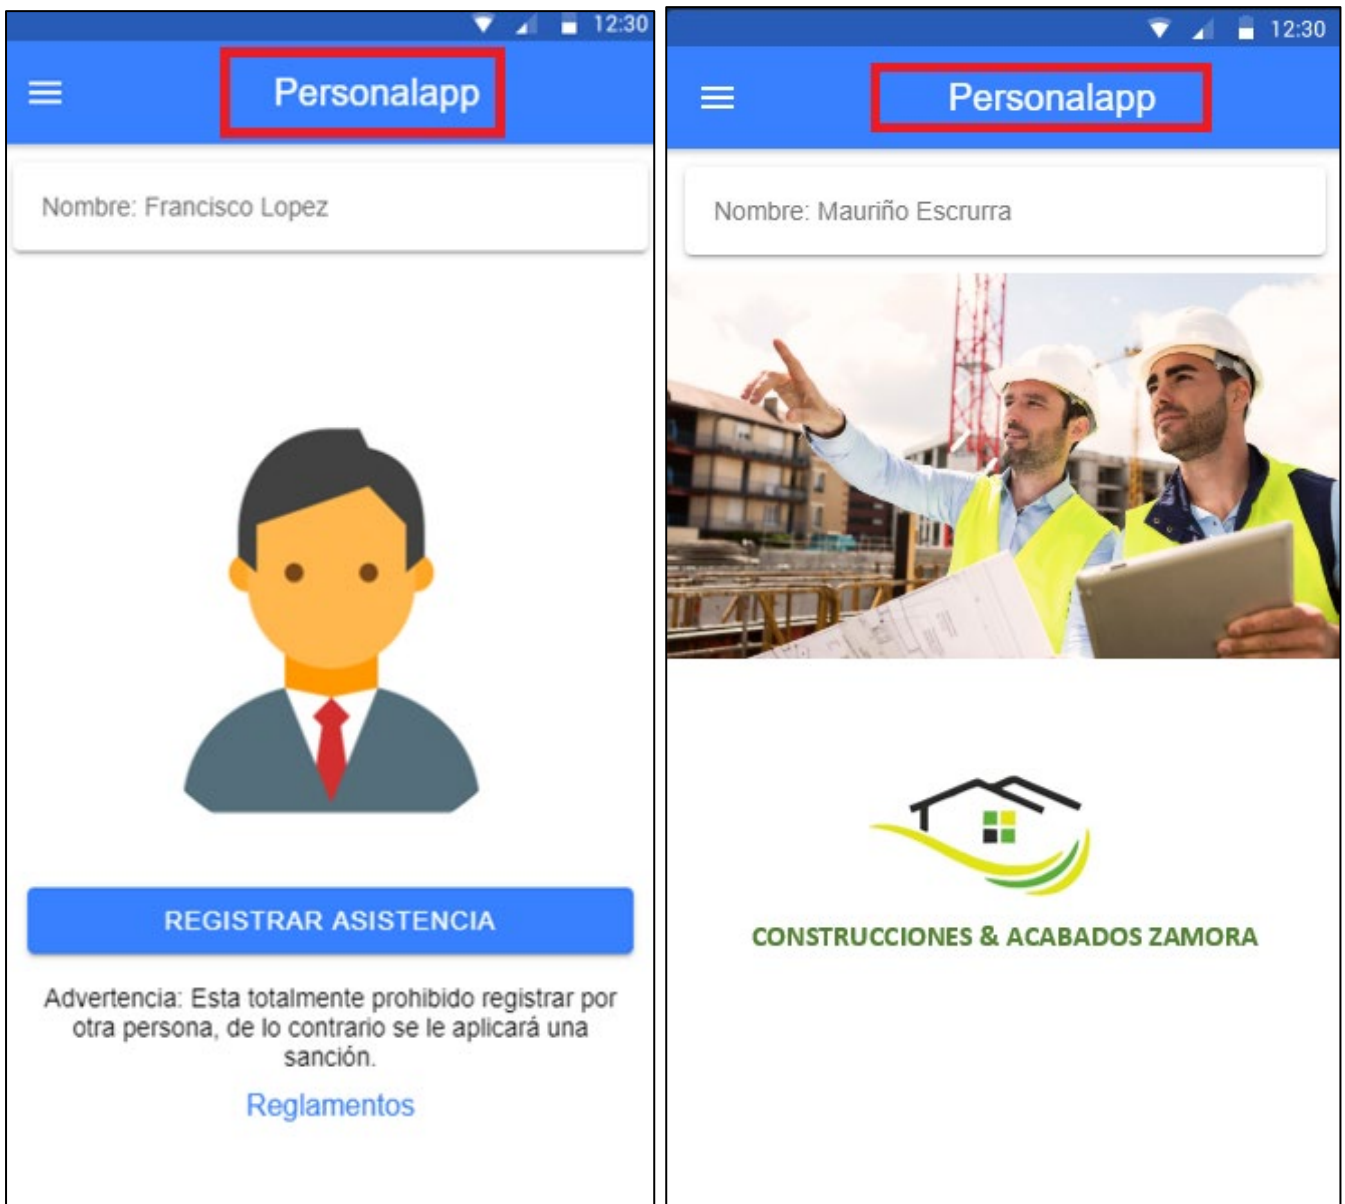 12:30
Personalapp
Nombre: Francisco Lopez
REGISTRAR ASISTENCIA
Advertencia: Esta totalmente prohibido registrar por
otra persona, de lo contrario se le aplicará una
sanción.
Reglamentos
12:30
Personalapp
Nombre: Mauriño Escrurra
CONSTRUCCIONES & ACABADOS ZAMORA